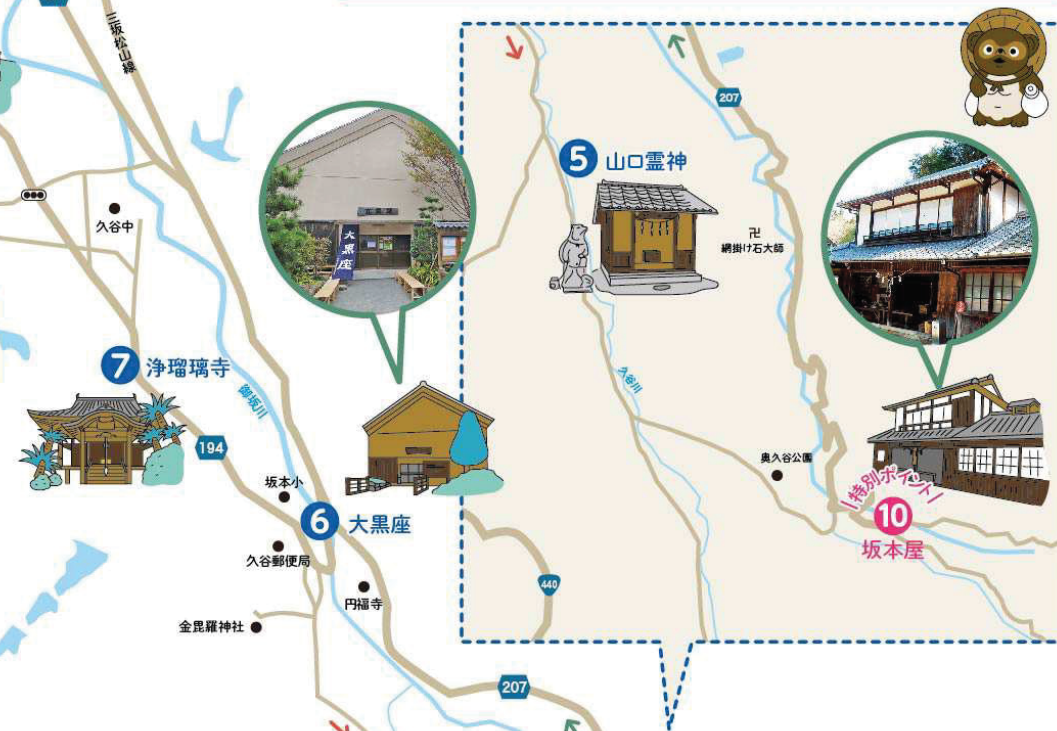 三坂松山線
207
5 山口霊神
卍
網掛け石大師
久谷中
大黒座
7 浄瑠璃寺
御坂川
久谷川
194
坂本小
奥久谷公園
特別ポイント
6 大黒座
10
坂本屋
久谷郵便局
440
円福寺
金毘羅神社
207